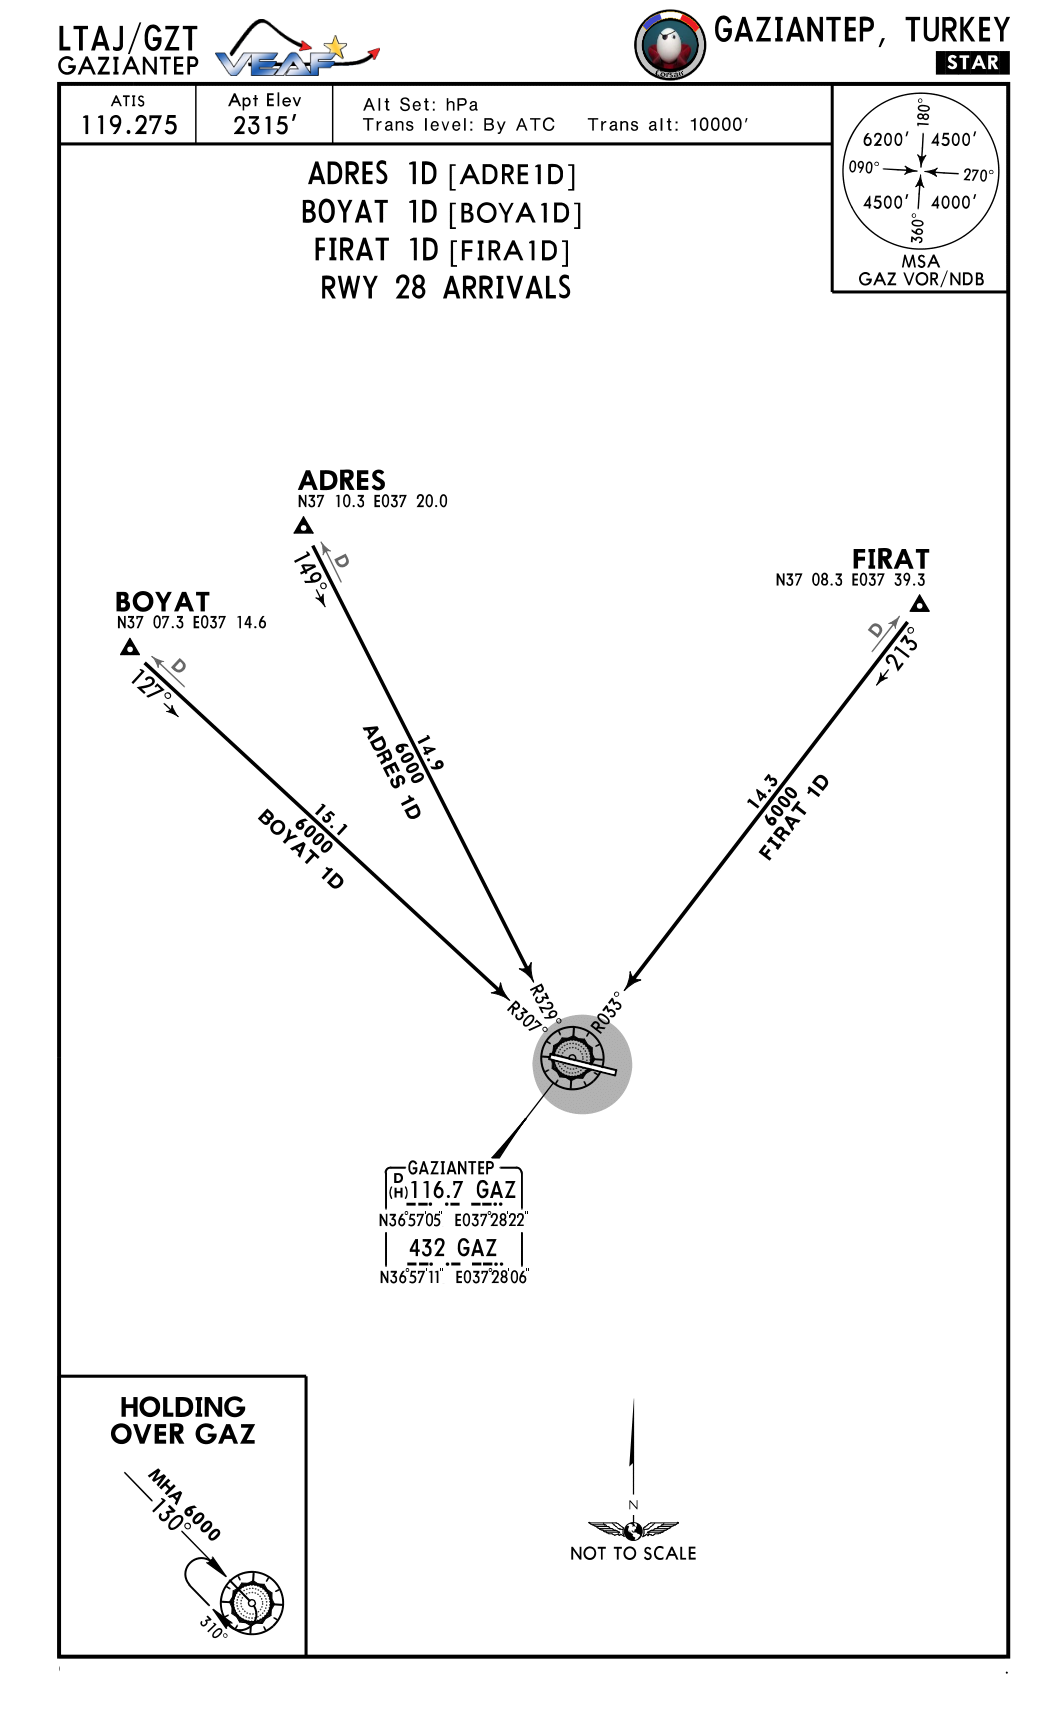 LTAJ/GZT
GAZIANTEP
VEAF
Corsair
GAZIANTEP, TURKEY
STAR
ATIS
119.275
Apt Elev
2315'
Alt Set: hPa
Trans level: By ATC Trans alt: 10000'
180°
6200' 4500'
090° 270°
4500' 4000'
360°
MSA
GAZ VOR/NDB
ADRES 1D [ADRE1D]
BOYAT 1D [BOYA1D]
FIRAT 1D [FIRA1D]
RWY 28 ARRIVALS
ADRES
N37 10.3 E037 20.0
D
149°
FIRAT
N37 08.3 E037 39.3
D
213°
BOYAT
N37 07.3 E037 14.6
D
127°
14.9
6000
ADRES 1D
14.3
6000
FIRAT 1D
15.1
6000
BOYAT 1D
R329°
R307°
R033°
GAZIANTEP
D
(H) 116.7 GAZ
N36°57'05" E037°28'22"
432 GAZ
N36°57'11" E037°28'06"
HOLDING
OVER GAZ
MHA 6000
130°
310°
N
NOT TO SCALE